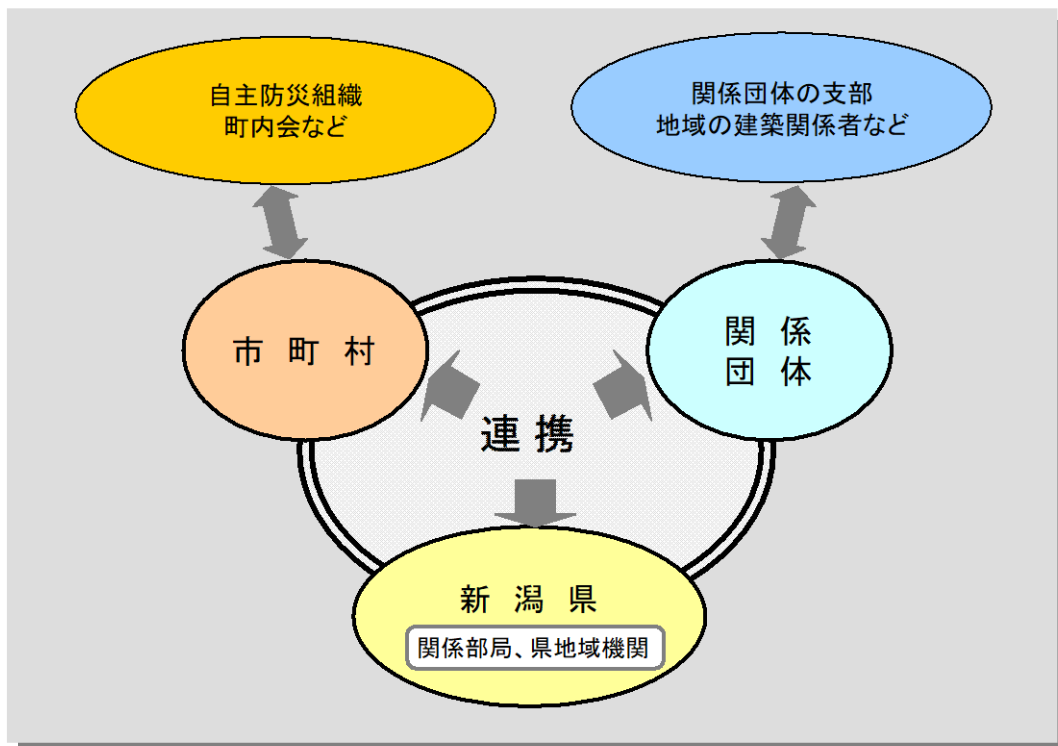 自主防災組織
町内会など
関係団体の支部
地域の建築関係者など
市 町 村
関 係
団 体
連 携
新 潟 県
関係部局、県地域機関